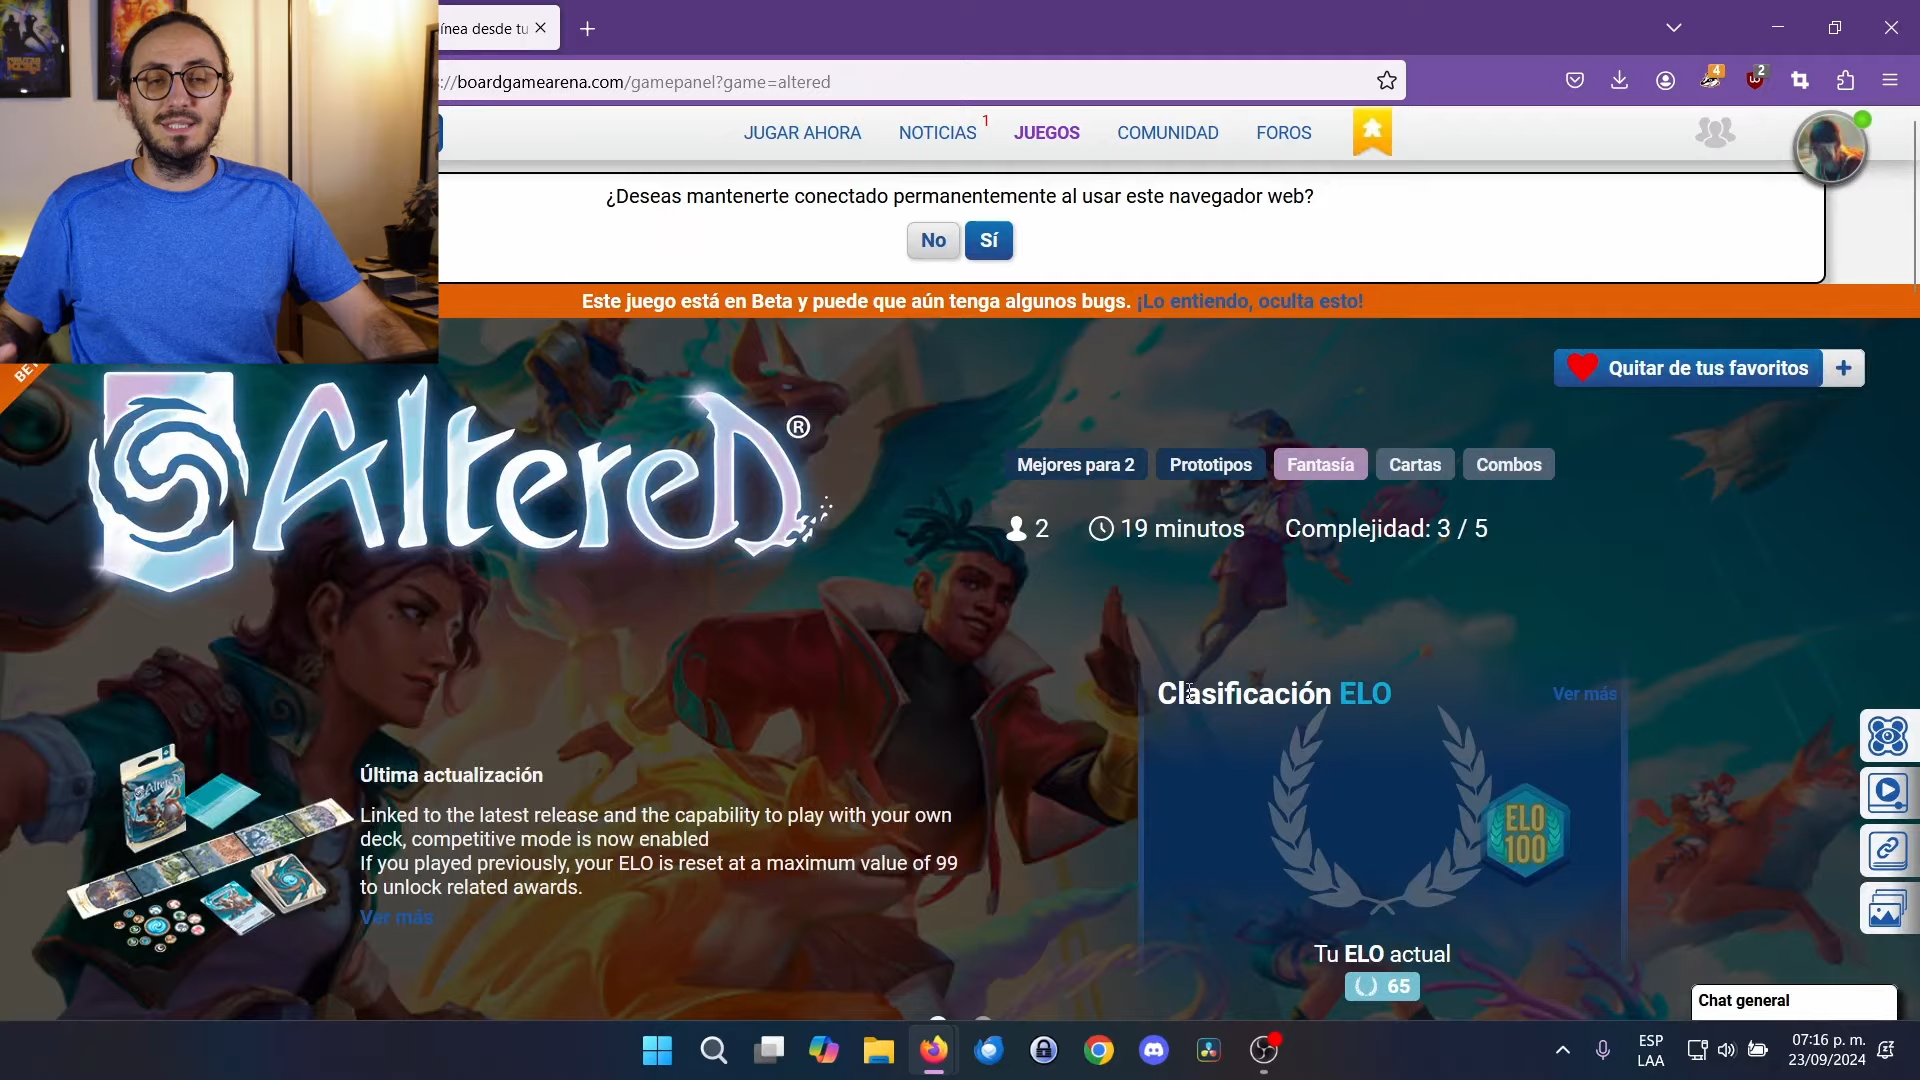 ínea desde tu
://boardgamearena.com/gamepanel?game=altered
4
2
JUGAR AHORA
NOTICIAS
1
JUEGOS
COMUNIDAD
FOROS
¿Deseas mantenerte conectado permanentemente al usar este navegador web?
No
Sí
Este juego está en Beta y puede que aún tenga algunos bugs. ¡Lo entiendo, oculta esto!
BE
Quitar de tus favoritos
+
Altered®
Mejores para 2
Prototipos
Fantasía
Cartas
Combos
2
19 minutos
Complejidad: 3 / 5
Clasificación ELO
Ver más
Última actualización
Linked to the latest release and the capability to play with your own
deck, competitive mode is now enabled
If you played previously, your ELO is reset at a maximum value of 99
to unlock related awards.
Ver más
Altered
ELO
100
Tu ELO actual
65
Chat general
ESP
LAA
07:16 p. m.
23/09/2024